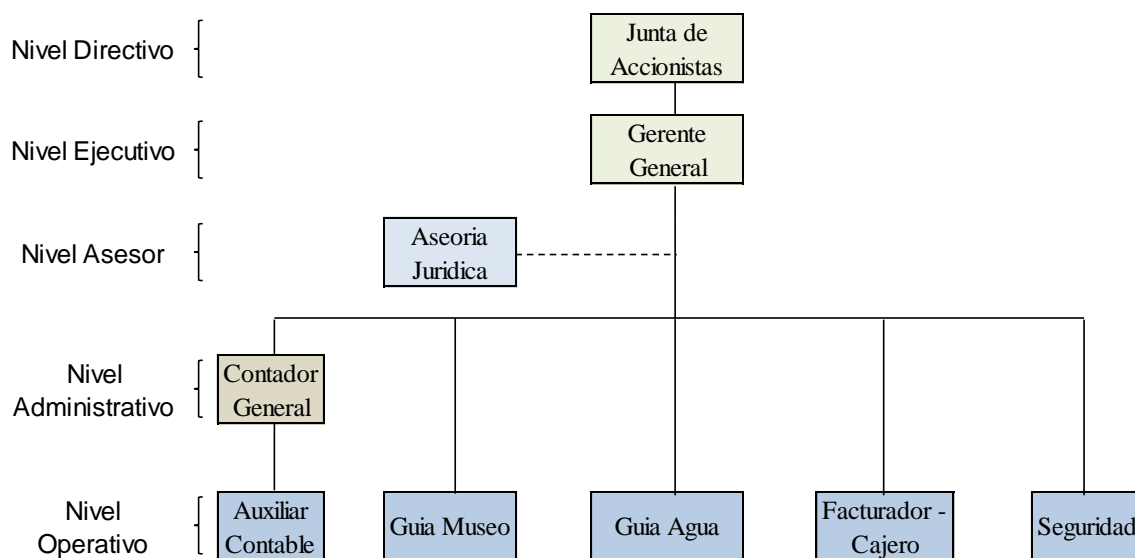 Nivel Directivo
Junta de
Accionistas
Nivel Ejecutivo
Gerente
General
Nivel Asesor
Aseoria
Juridica
Nivel
Administrativo
Contador
General
Nivel
Operativo
Auxiliar
Contable
Guia Museo
Guia Agua
Facturador -
Cajero
Seguridad